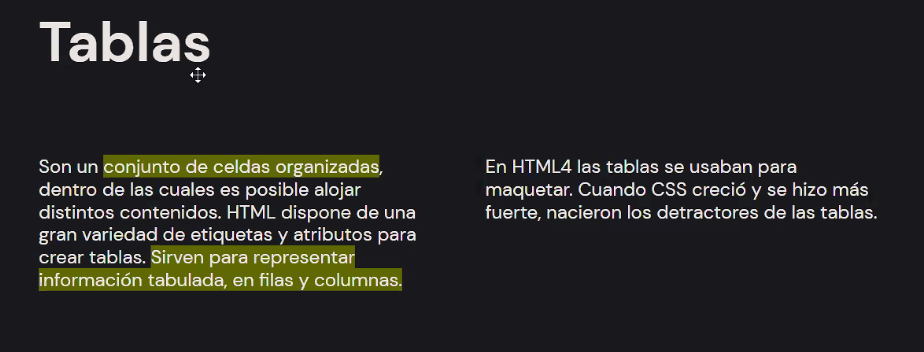 Tablas
Son un conjunto de celdas organizadas,
dentro de las cuales es posible alojar
distintos contenidos. HTML dispone de una
gran variedad de etiquetas y atributos para
crear tablas. Sirven para representar
información tabulada, en filas y columnas.
En HTML4 las tablas se usaban para
maquetar. Cuando CSS creció y se hizo más
fuerte, nacieron los detractores de las tablas.